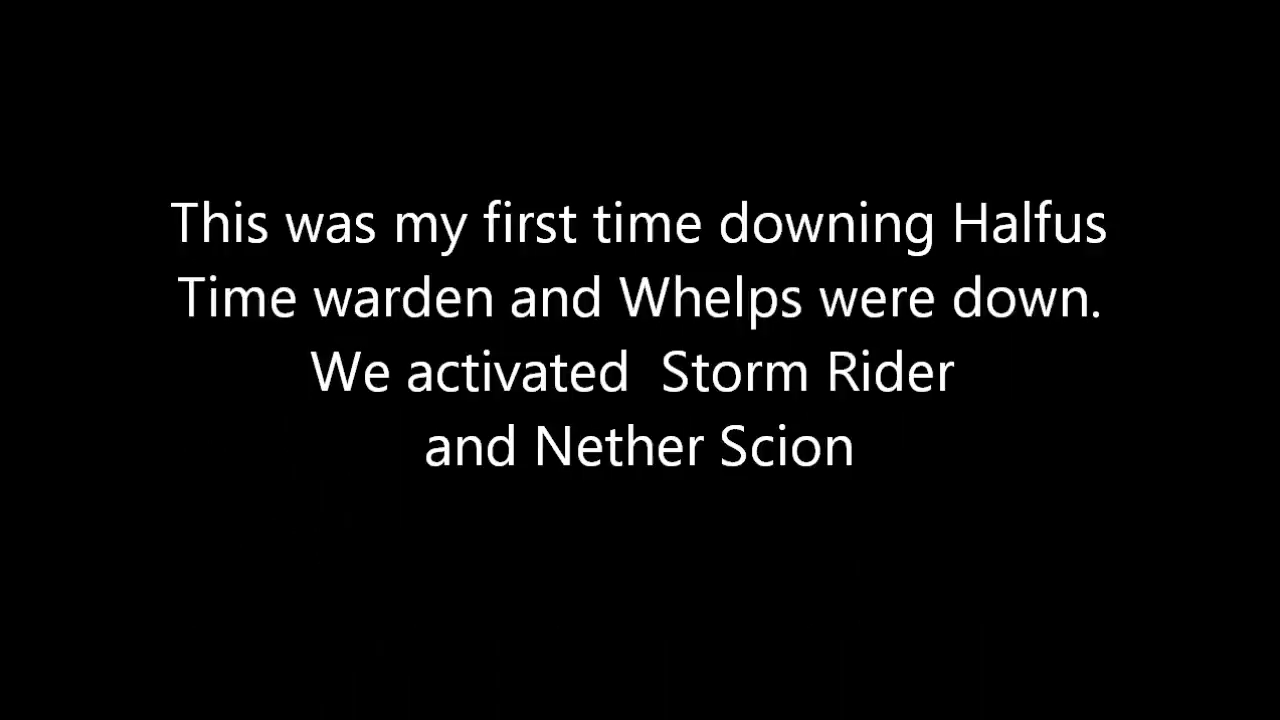 This was my first time downing Halfus
Time warden and Whelps were down.
We activated  Storm Rider
and Nether Scion